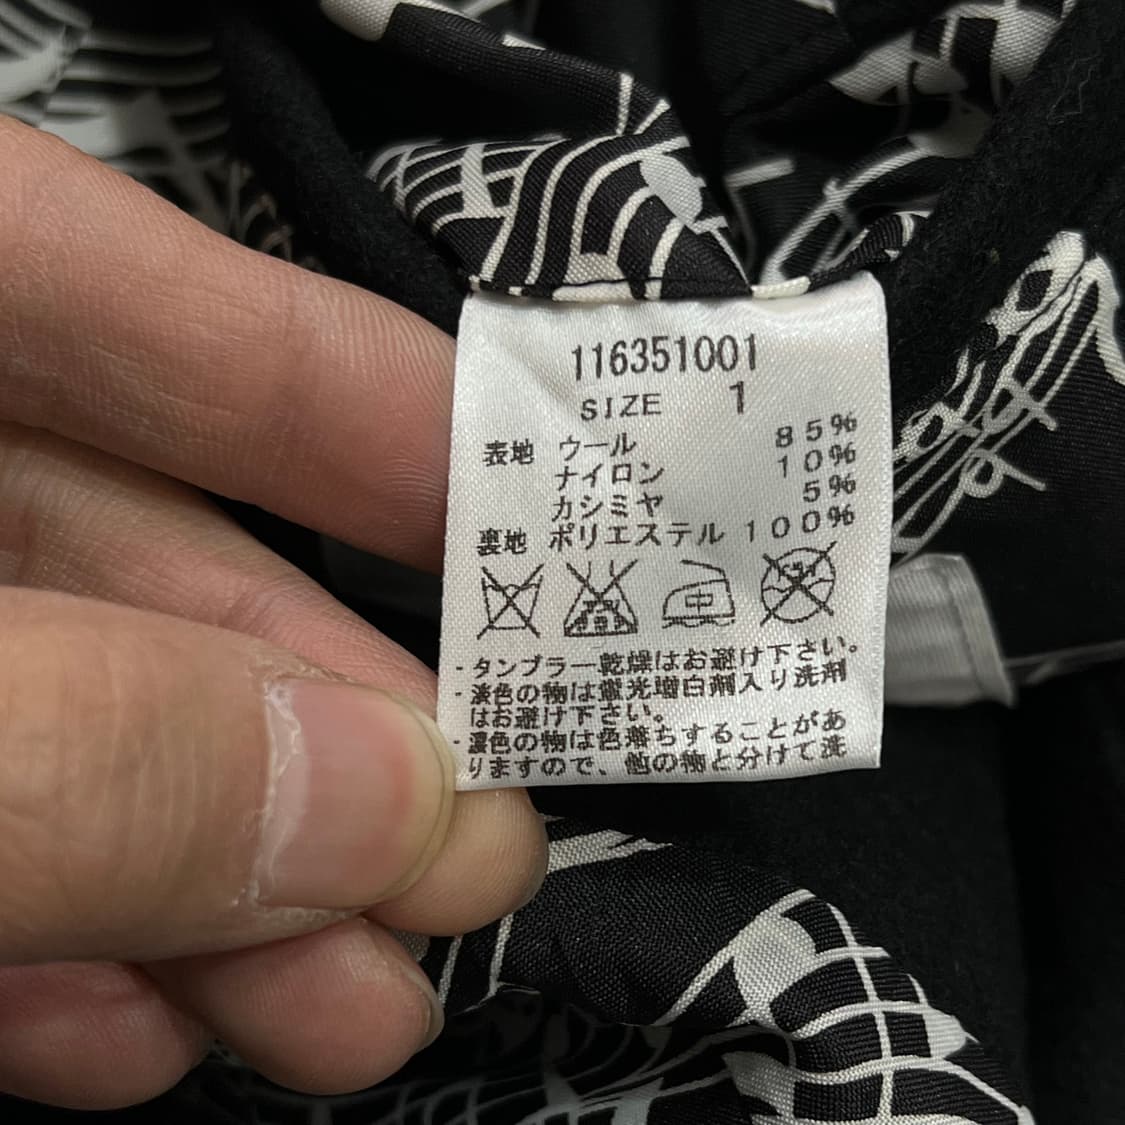 116351001
SIZE 1
表地 ウール 85%
ナイロン 10%
カシミヤ 5%
裏地 ポリエステル 100%
中
・タンブラー乾燥はお避け下さい。
・淡色の物は蛍光増白剤入り洗剤
はお避け下さい。
・濃色の物は色落ちすることがあ
りますので、他の物と分けて洗